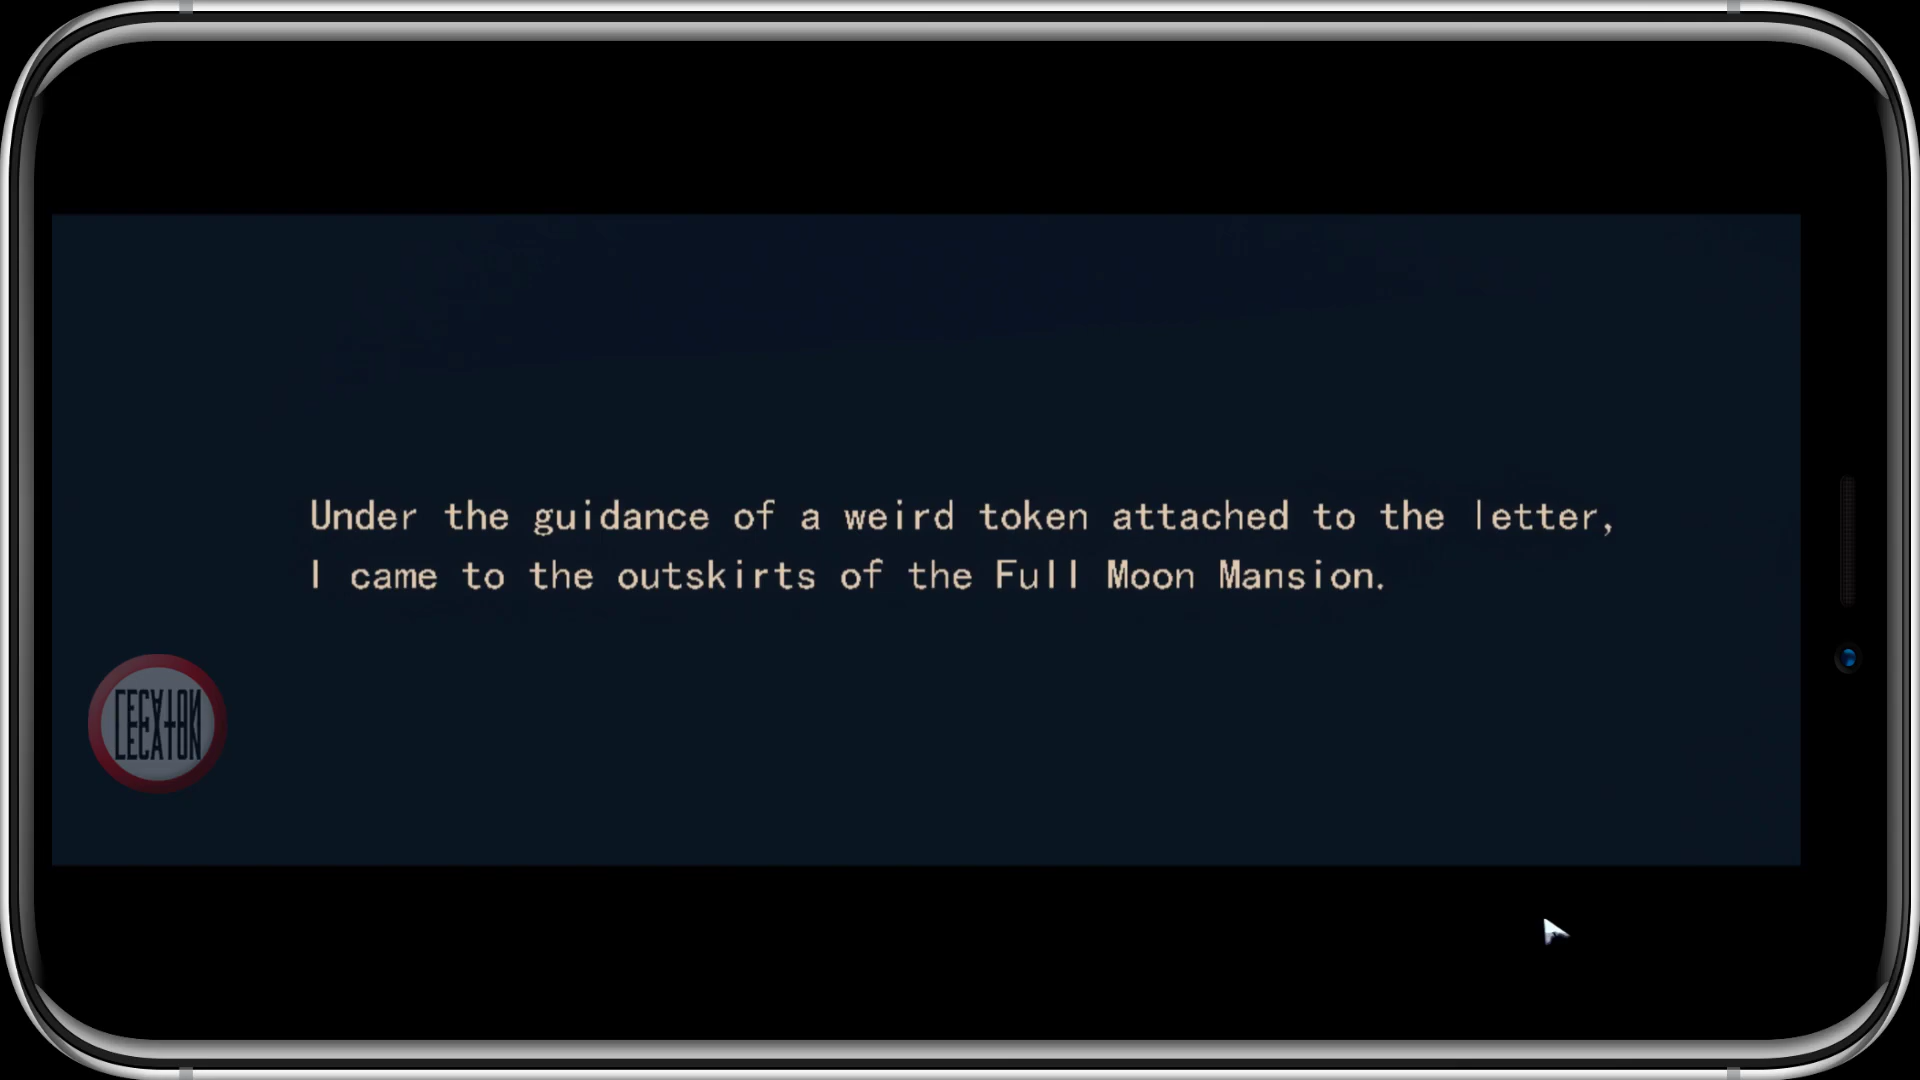 Under the guidance of a weird token attached to the letter,
I came to the outskirts of the Full Moon Mansion.
LECXTON